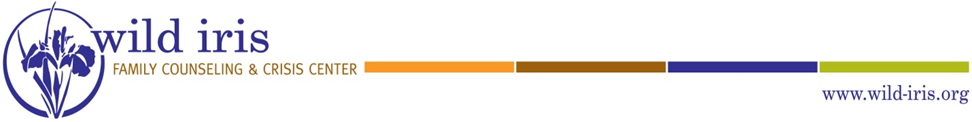 wild iris
FAMILY COUNSELING & CRISIS CENTER
www.wild-iris.org